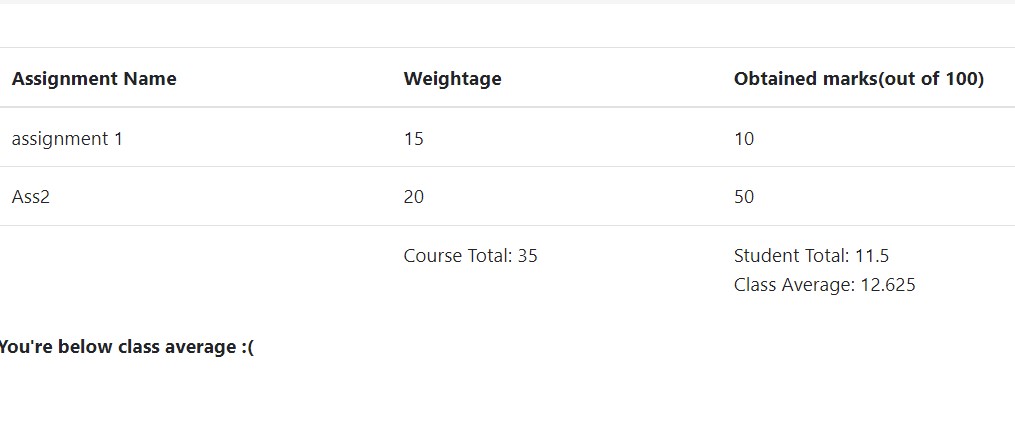 Assignment Name Weightage Obtained marks(out of 100)
assignment 1 15 10
Ass2 20 50
Course Total: 35 Student Total: 11.5
Class Average: 12.625
You're below class average :(